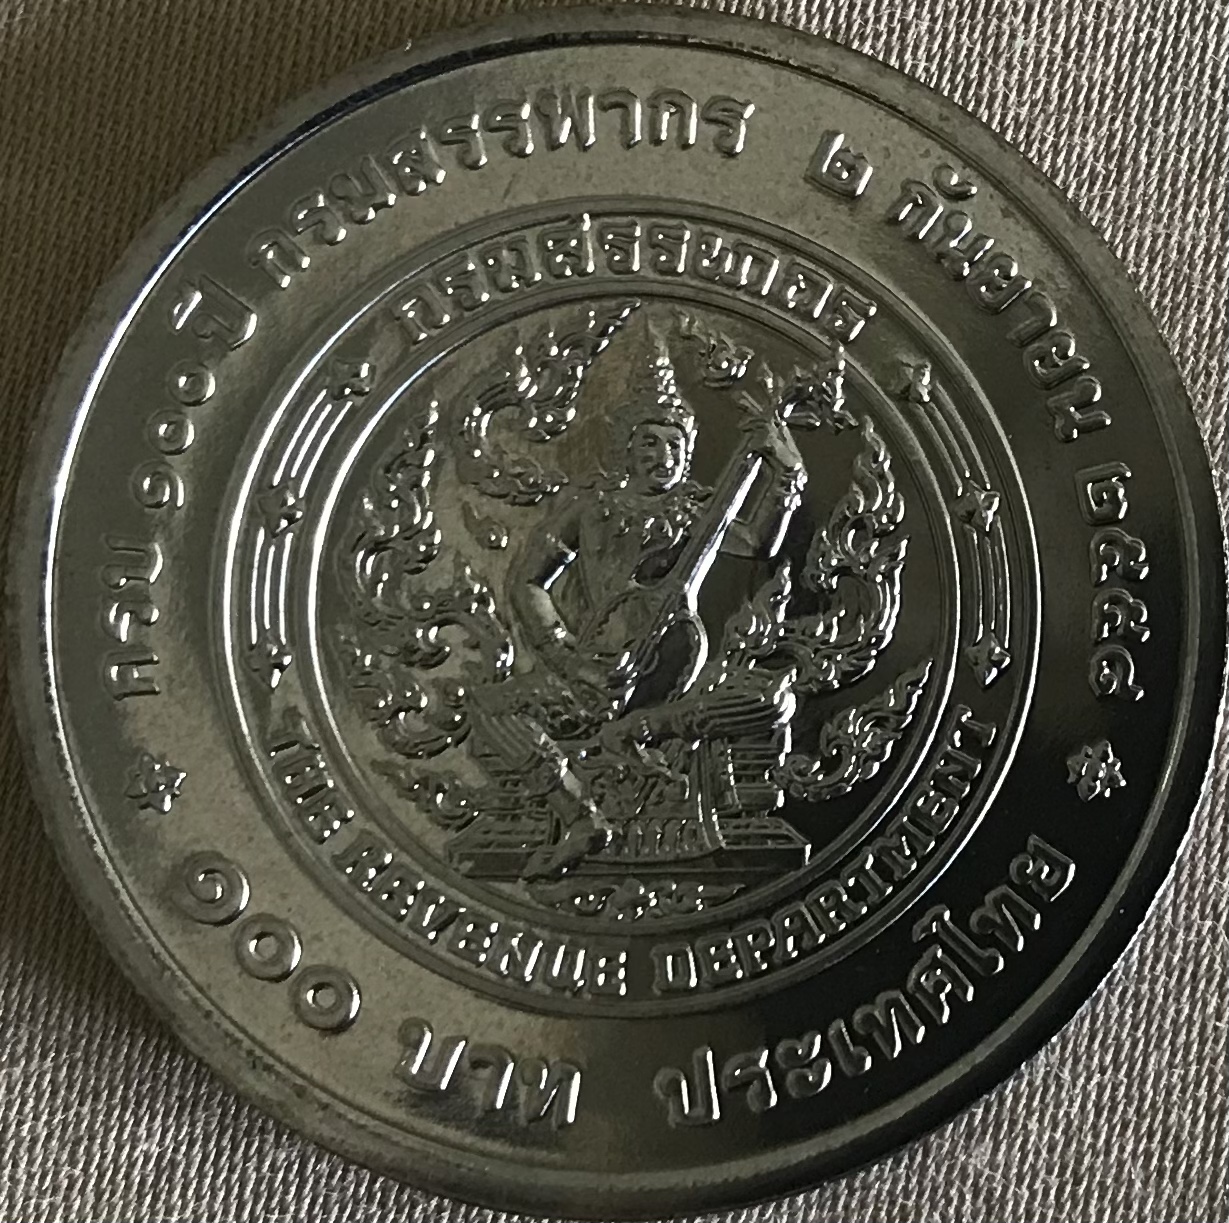 ครบ ๑๐๐ ปี กรมสรรพากร ๒ กันยายน ๒๕๕๘
กรมสรรพากร
THE REVENUE DEPARTMENT
๑๐๐ บาท ประเทศไทย